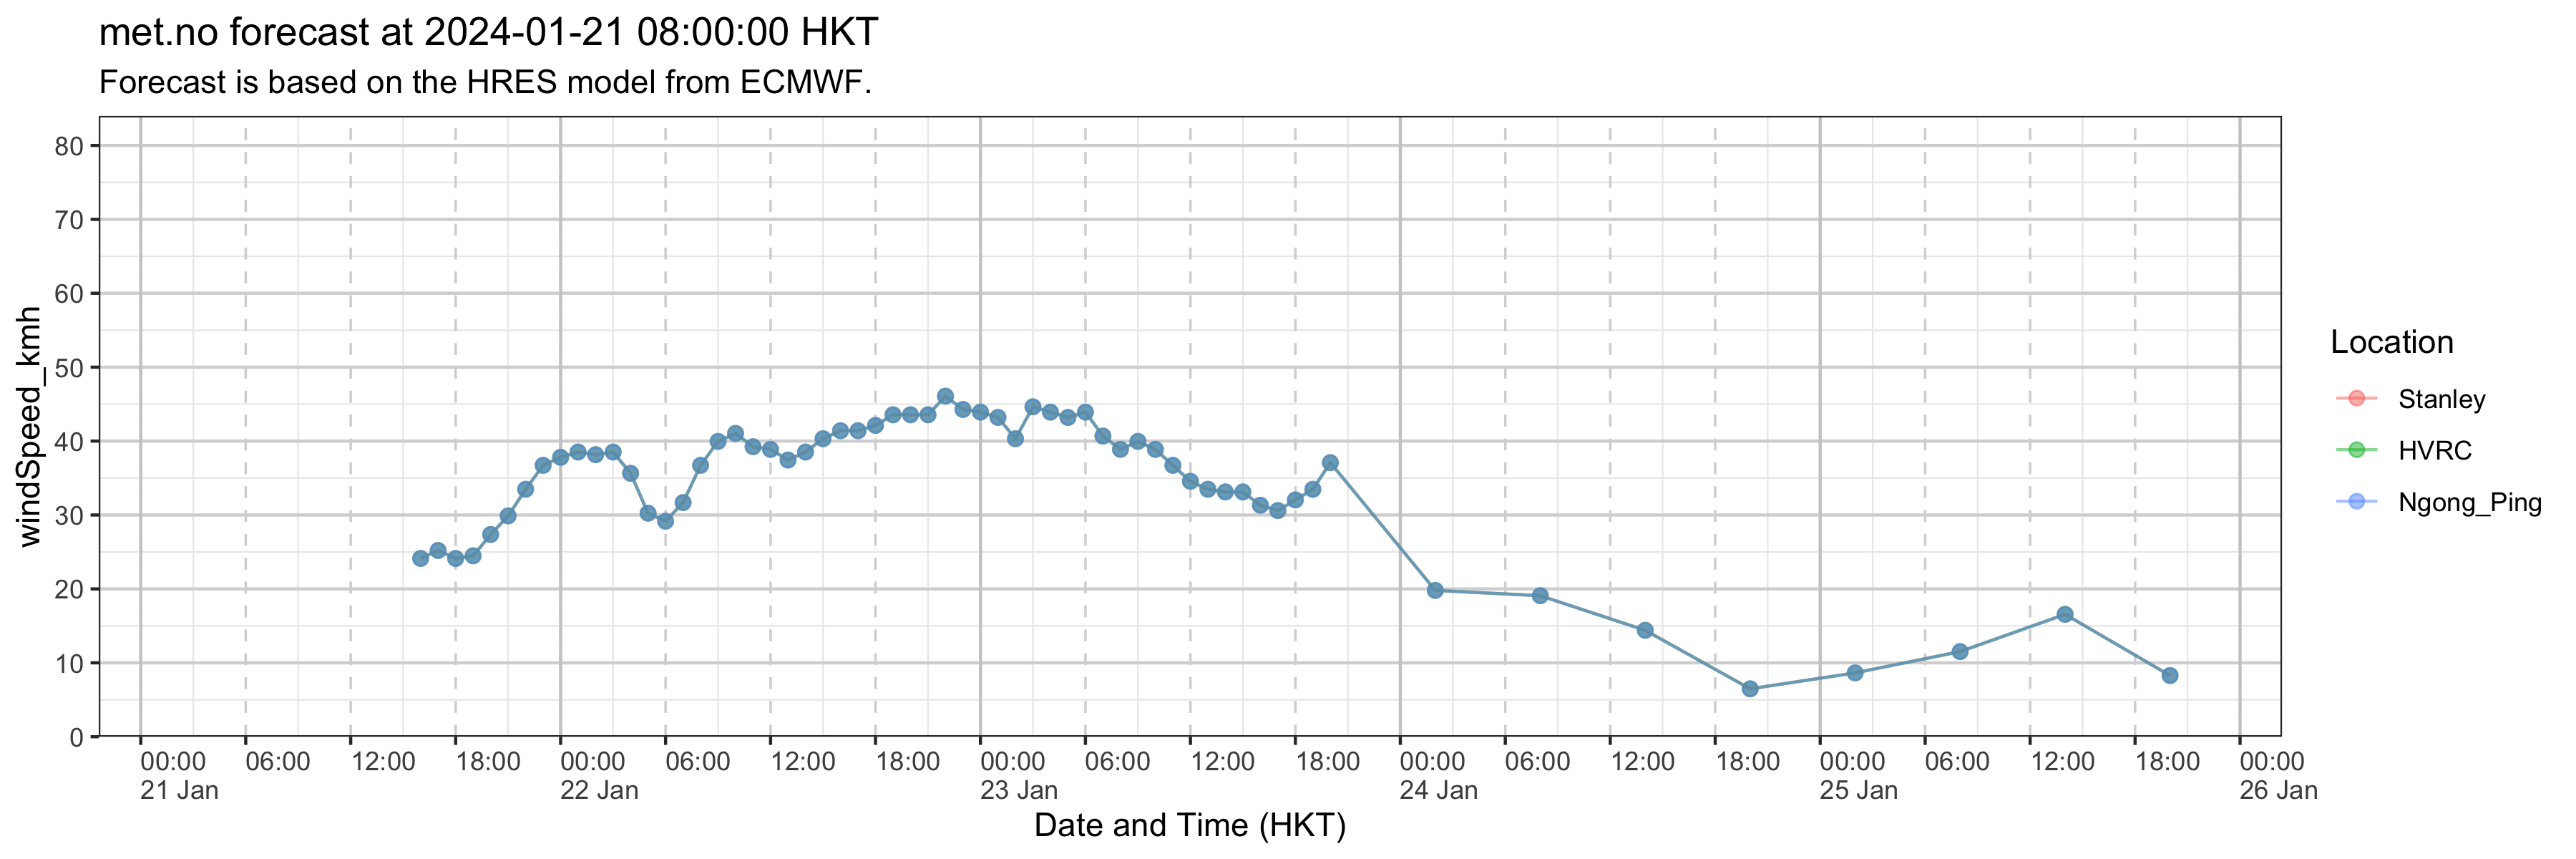 met.no forecast at 2024-01-21 08:00:00 HKT
Forecast is based on the HRES model from ECMWF.
windSpeed_kmh
80
70
60
50
40
30
20
10
0
00:00 06:00 12:00 18:00 00:00 06:00 12:00 18:00 00:00 06:00 12:00 18:00 00:00 06:00 12:00 18:00 00:00 06:00 12:00 18:00 00:00
21 Jan 22 Jan 23 Jan 24 Jan 25 Jan 26 Jan
Date and Time (HKT)
Location
Stanley
HVRC
Ngong_Ping